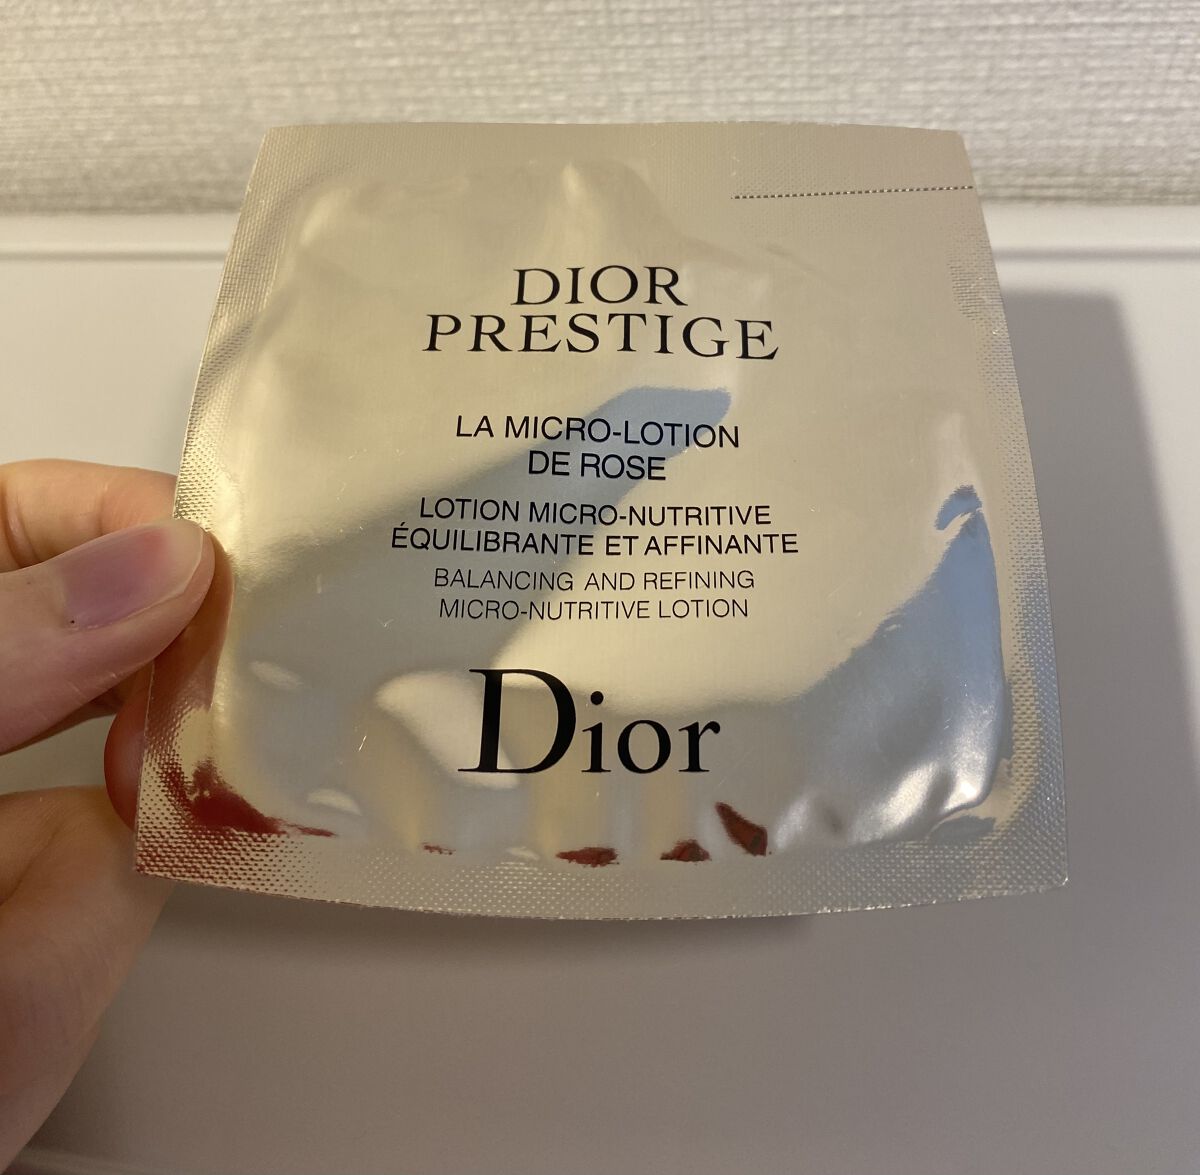 DIOR
PRESTIGE
LA MICRO-LOTION
DE ROSE
LOTION MICRO-NUTRITIVE
ÉQUILIBRANTE ET AFFINANTE
BALANCING AND REFINING
MICRO-NUTRITIVE LOTION
Dior